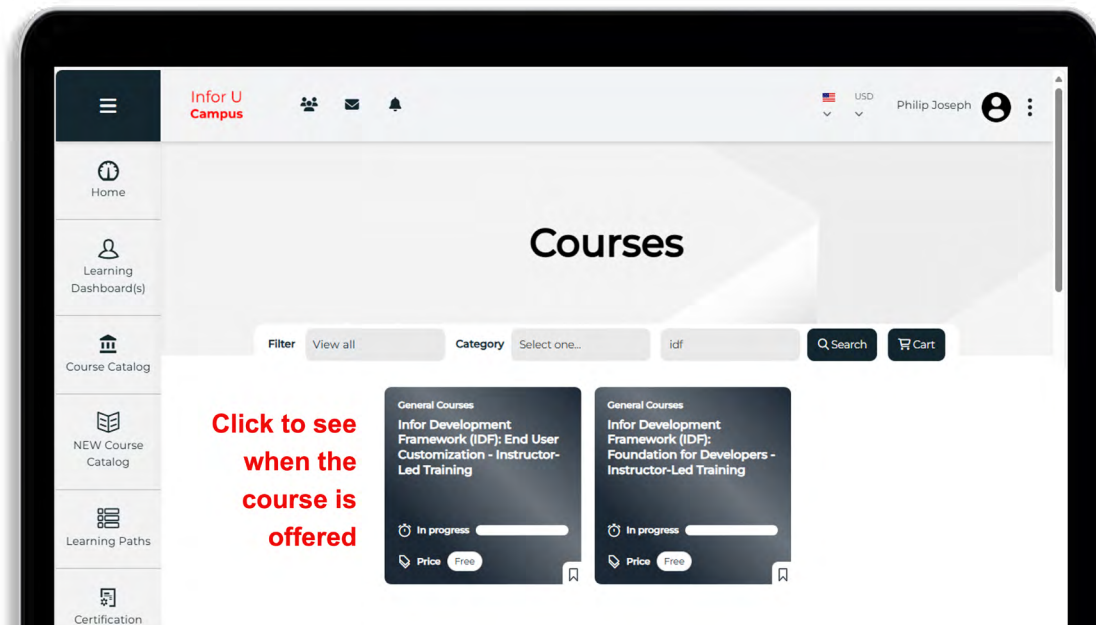 Infor U
Campus
USD
Philip Joseph
Home
Learning
Dashboard(s)
Course Catalog
NEW Course
Catalog
Learning Paths
Certification
Courses
Filter View all Category Select one... idf Search Cart
Click to see
when the
course is
offered
General Courses
Infor Development
Framework (IDF): End User
Customization - Instructor-
Led Training
In progress
Price Free
General Courses
Infor Development
Framework (IDF):
Foundation for Developers -
Instructor-Led Training
In progress
Price Free